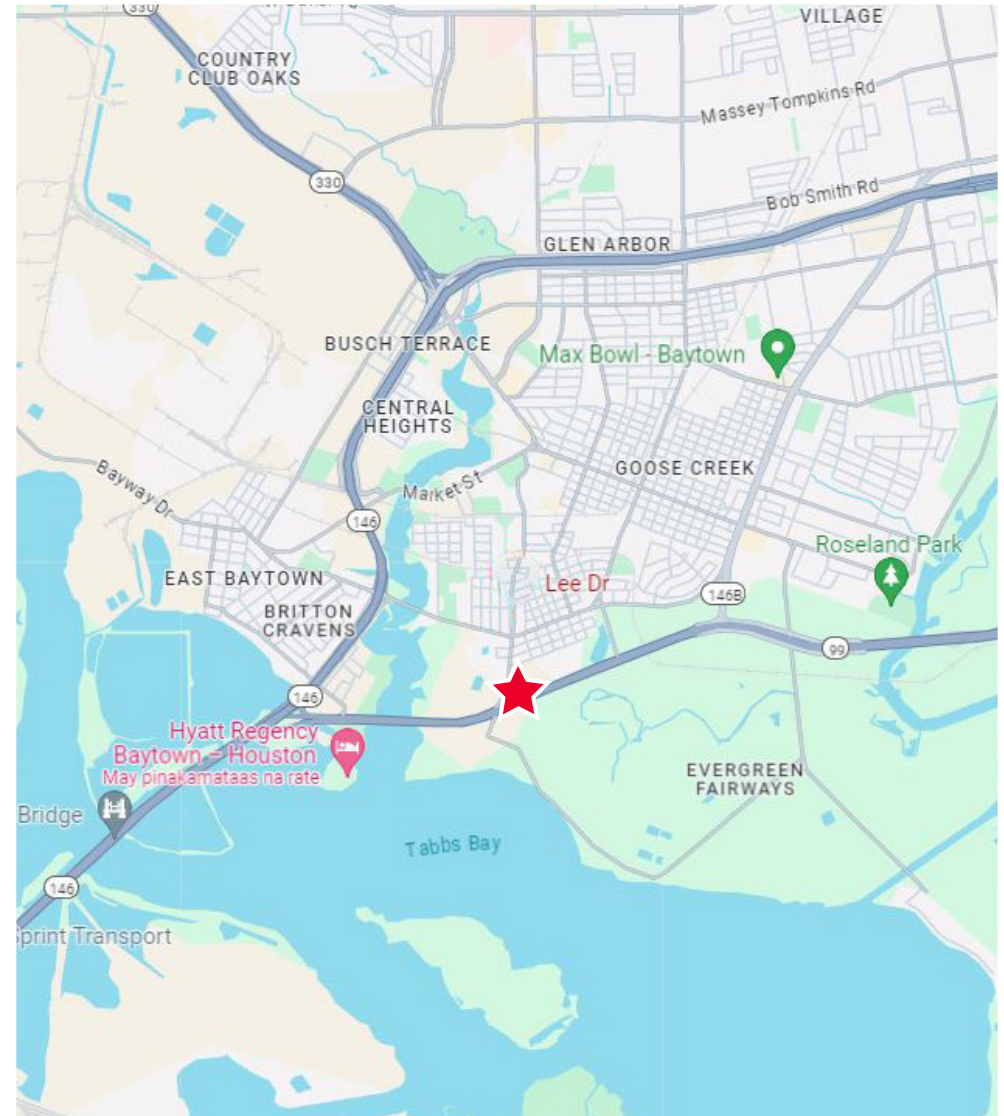 330
VILLAGE
COUNTRY
CLUB OAKS
Massey Tompkins Rd
330
Bob Smith Rd
GLEN ARBOR
BUSCH TERRACE
Max Bowl - Baytown
CENTRAL
HEIGHTS
GOOSE CREEK
Bayway Dr
Market St
146
Roseland Park
EAST BAYTOWN
Lee Dr
146B
BRITTON
CRAVENS
99
146
Hyatt Regency
Baytown – Houston
May pinakamataas na rate
EVERGREEN
FAIRWAYS
Bridge
Tabbs Bay
146
Sprint Transport